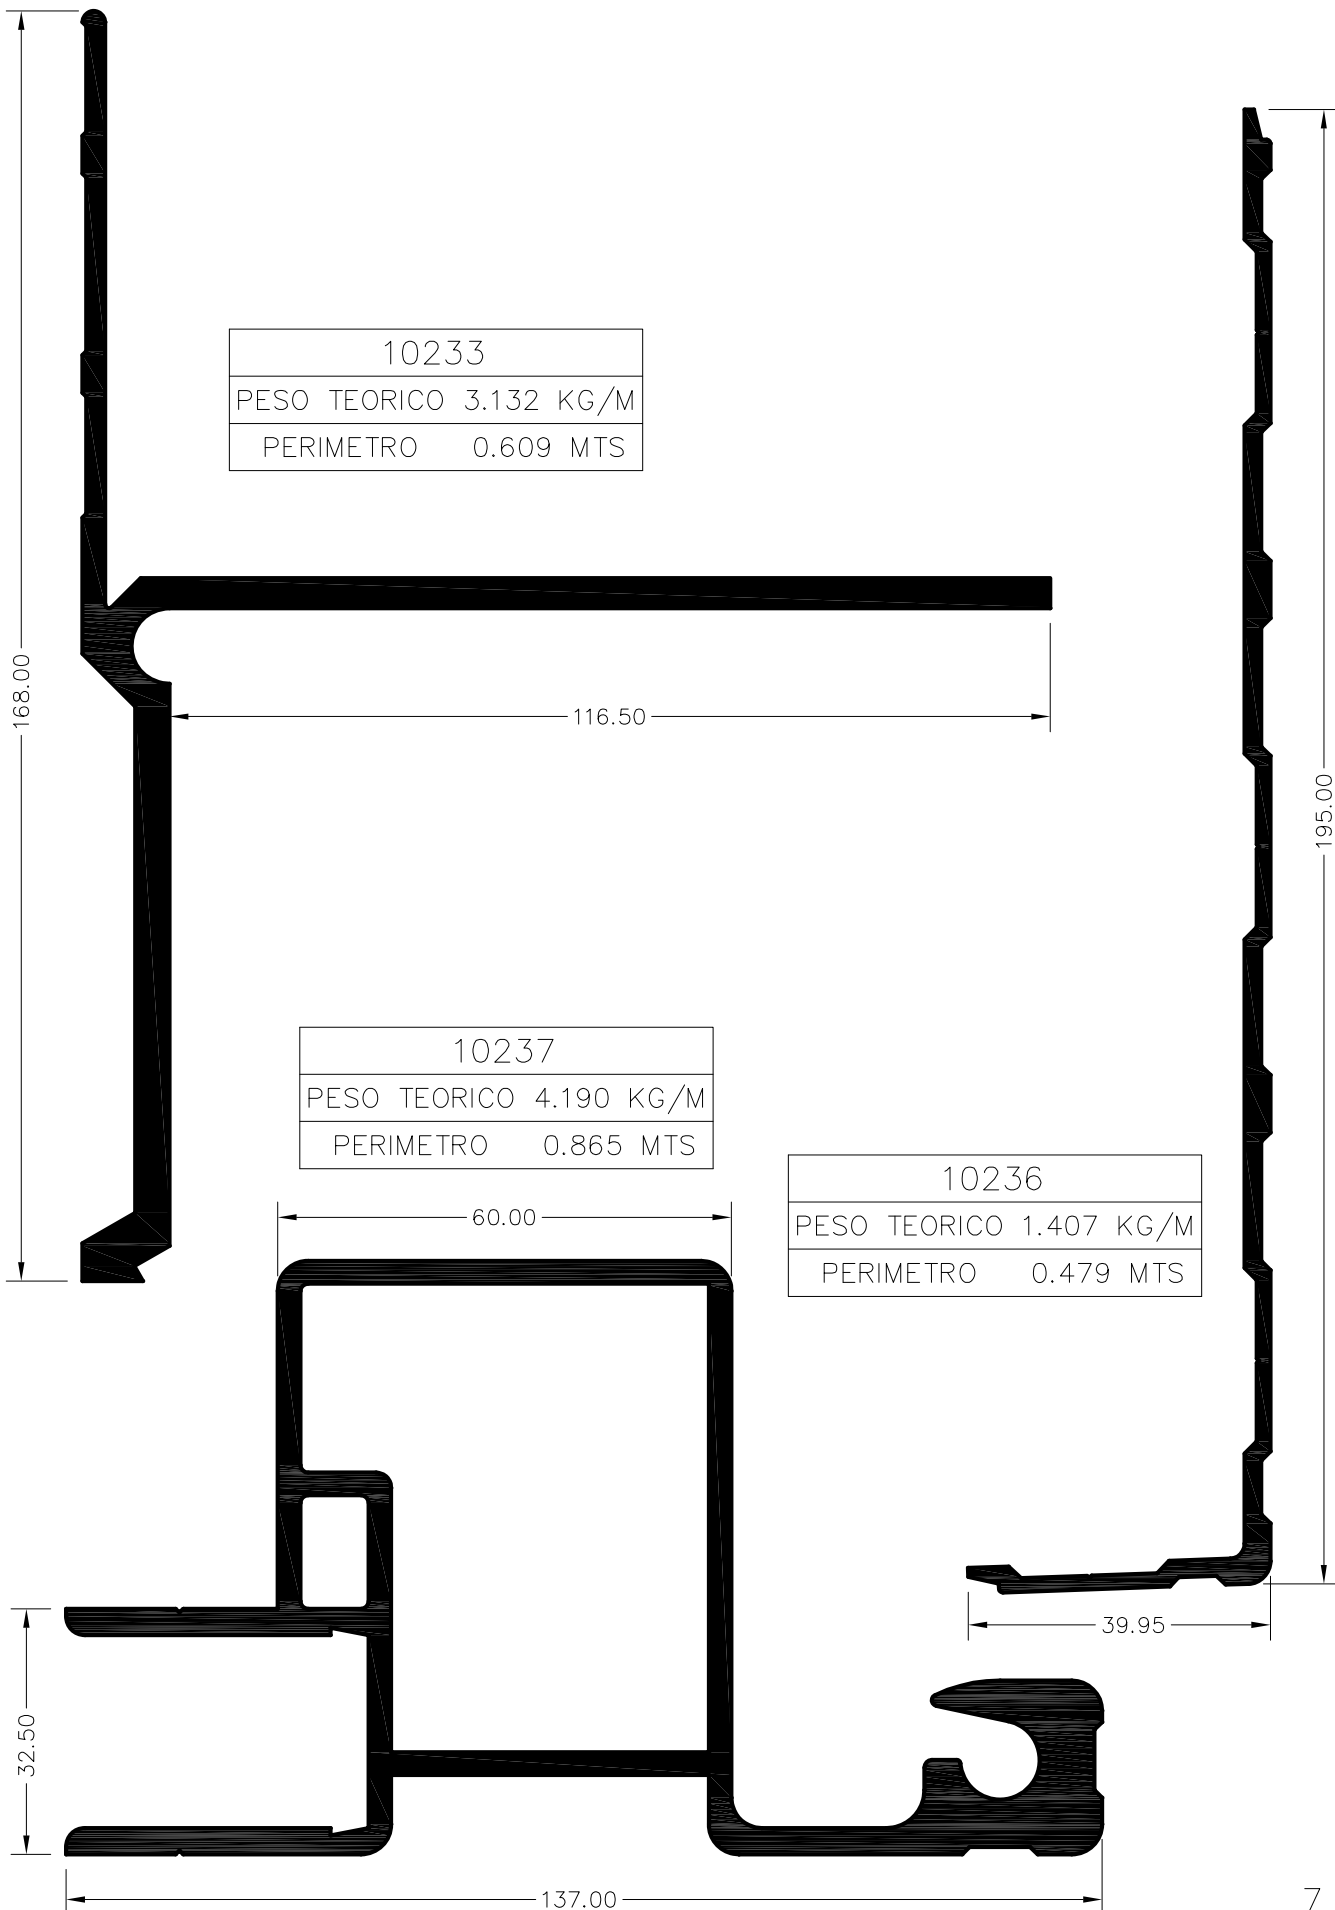 10233
PESO TEORICO 3.132 KG/M
PERIMETRO 0.609 MTS
168.00
116.50
195.00
10237
PESO TEORICO 4.190 KG/M
PERIMETRO 0.865 MTS
10236
PESO TEORICO 1.407 KG/M
PERIMETRO 0.479 MTS
60.00
39.95
32.50
137.00
7